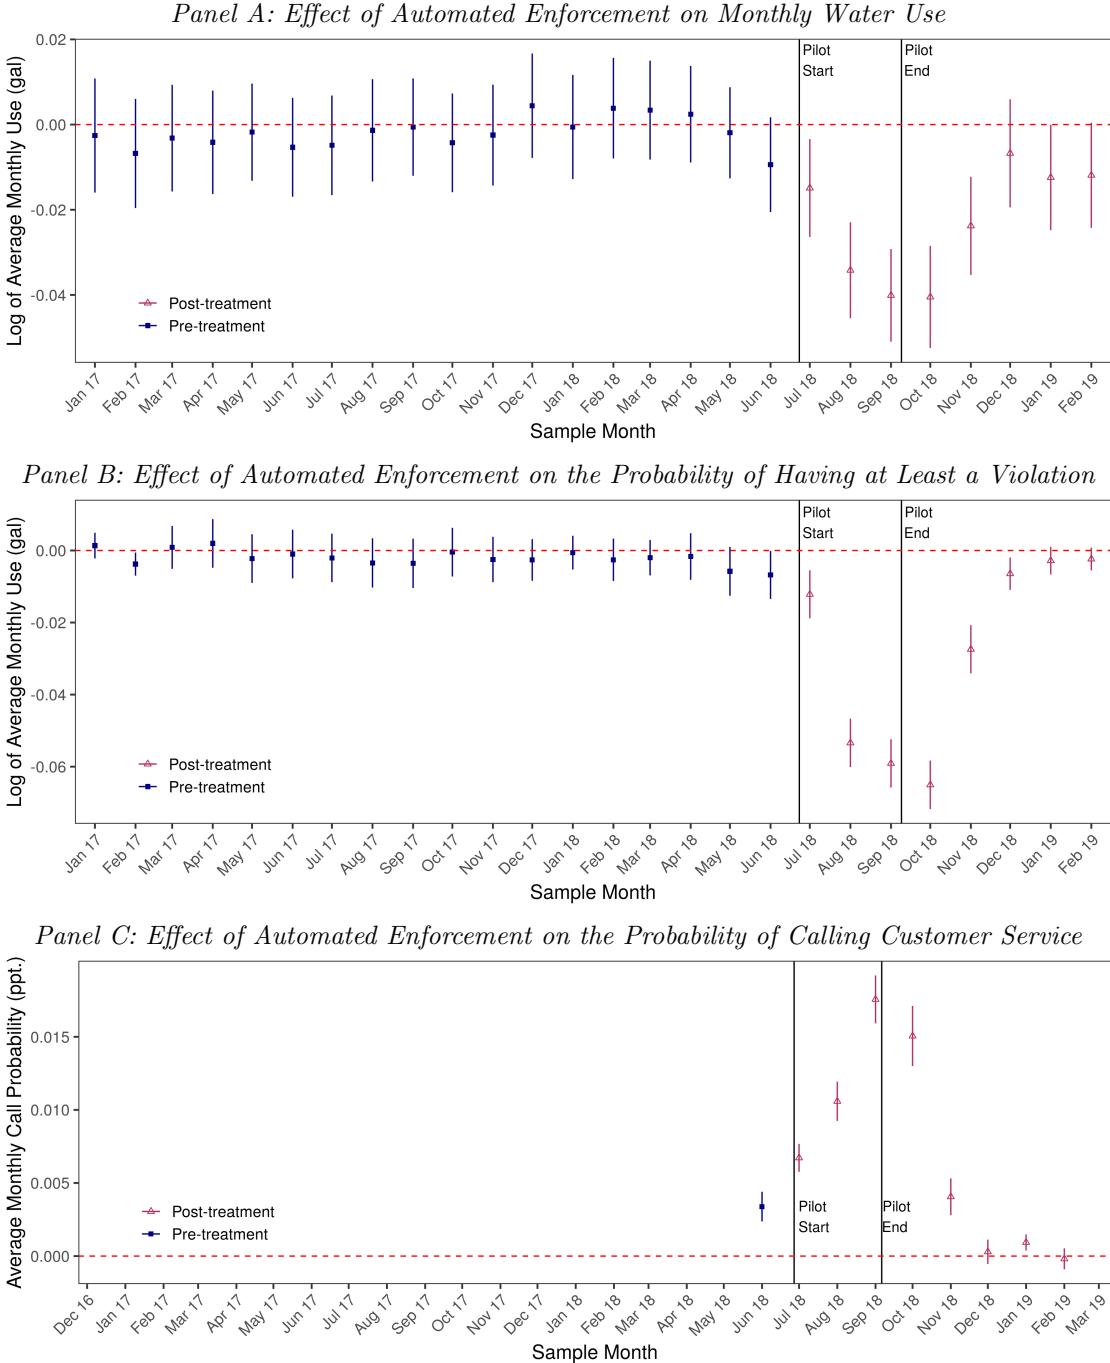 Panel A: Effect of Automated Enforcement on Monthly Water Use
Log of Average Monthly Use (gal)
0.02
0.00
-0.02
-0.04
Pilot
Start
Pilot
End
Post-treatment
Pre-treatment
Jan 17
Feb 17
Mar 17
Apr 17
May 17
Jun 17
Jul 17
Aug 17
Sep 17
Oct 17
Nov 17
Dec 17
Jan 18
Feb 18
Mar 18
Apr 18
May 18
Jun 18
Jul 18
Aug 18
Sep 18
Oct 18
Nov 18
Dec 18
Jan 19
Feb 19
Sample Month
Panel B: Effect of Automated Enforcement on the Probability of Having at Least a Violation
Log of Average Monthly Use (gal)
0.00
-0.02
-0.04
-0.06
Pilot
Start
Pilot
End
Post-treatment
Pre-treatment
Jan 17
Feb 17
Mar 17
Apr 17
May 17
Jun 17
Jul 17
Aug 17
Sep 17
Oct 17
Nov 17
Dec 17
Jan 18
Feb 18
Mar 18
Apr 18
May 18
Jun 18
Jul 18
Aug 18
Sep 18
Oct 18
Nov 18
Dec 18
Jan 19
Feb 19
Sample Month
Panel C: Effect of Automated Enforcement on the Probability of Calling Customer Service
Average Monthly Call Probability (ppt.)
0.015
0.010
0.005
0.000
Pilot
Start
Pilot
End
Post-treatment
Pre-treatment
Dec 16
Jan 17
Feb 17
Mar 17
Apr 17
May 17
Jun 17
Jul 17
Aug 17
Sep 17
Oct 17
Nov 17
Dec 17
Jan 18
Feb 18
Mar 18
Apr 18
May 18
Jun 18
Jul 18
Aug 18
Sep 18
Oct 18
Nov 18
Dec 18
Jan 19
Feb 19
Mar 19
Sample Month